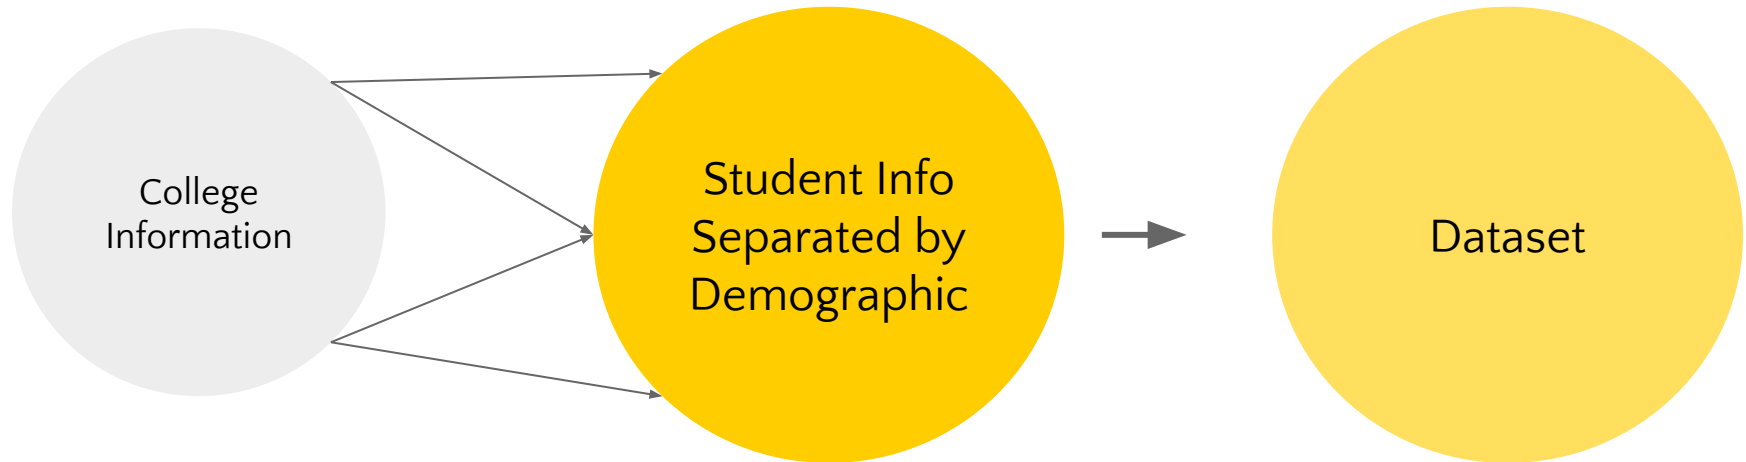 College
Information
Student Info
Separated by
Demographic
Dataset